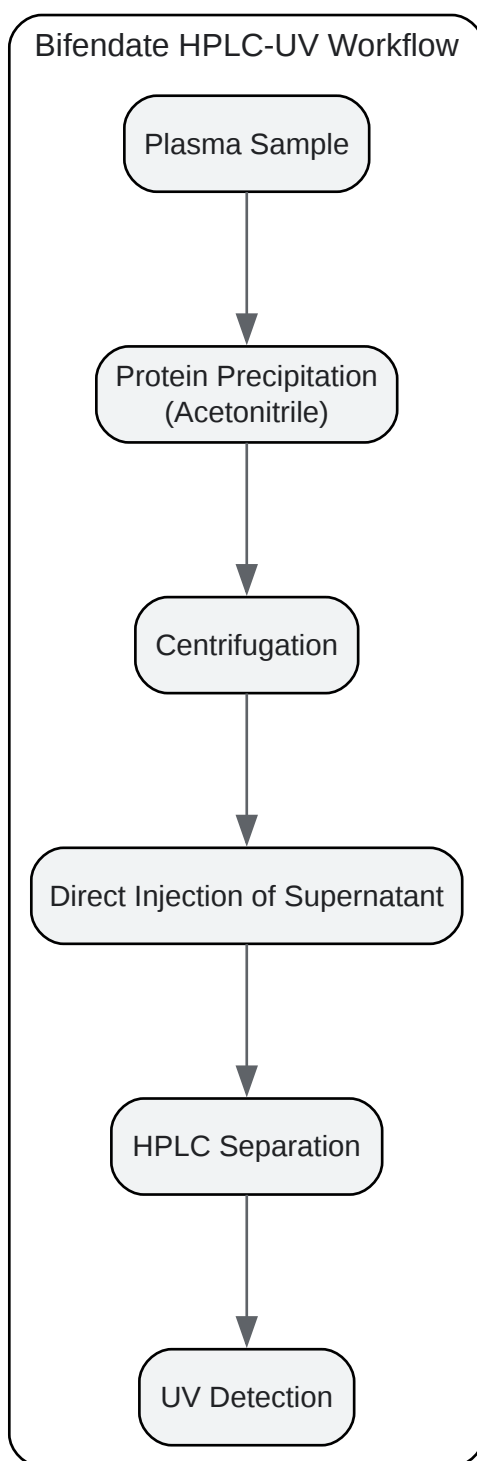 Bifendate HPLC-UV Workflow
Plasma Sample
Protein Precipitation
(Acetonitrile)
Centrifugation
Direct Injection of Supernatant
HPLC Separation
UV Detection